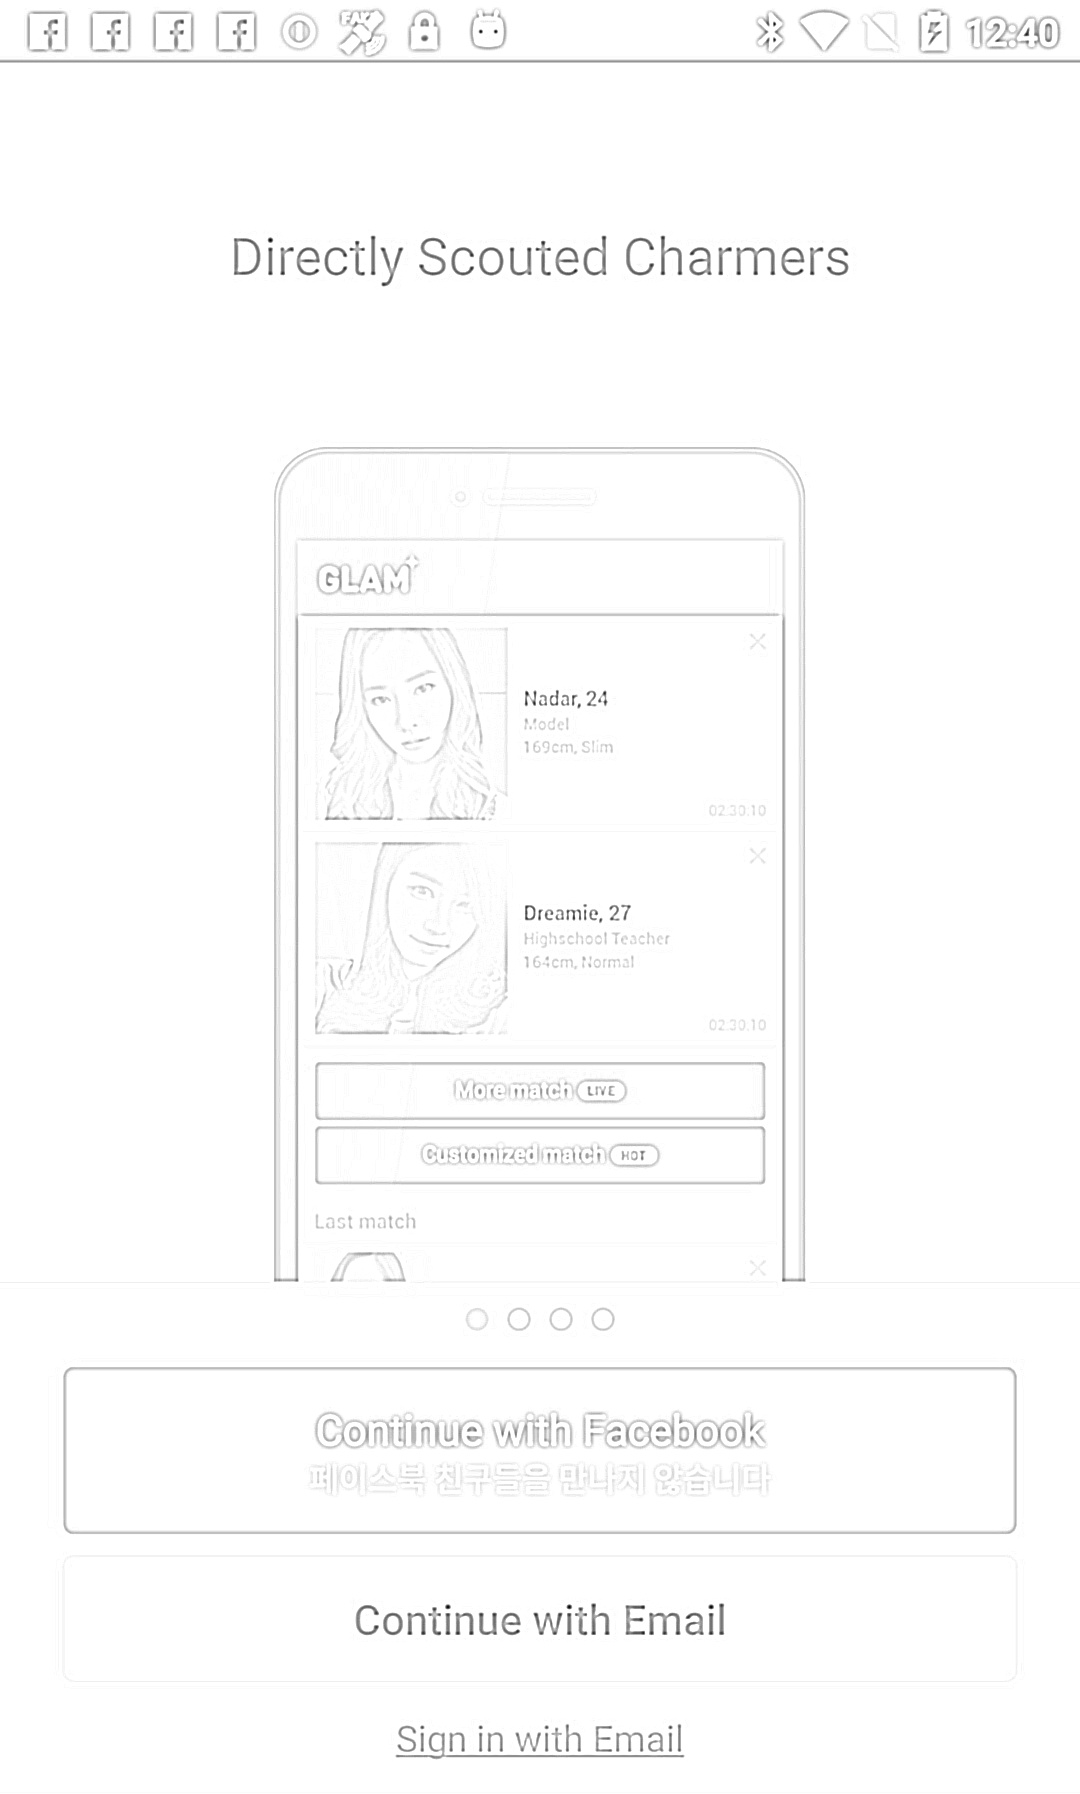 12:40
Directly Scouted Charmers
GLAM+
Nadar, 24
Model
169cm, Slim
02.30.10
Dreamie, 27
Highschool Teacher
164cm, Normal
02.30.10
More match LIVE
Customized match HOT
Last match
Continue with Facebook
페이스북 친구들을 만나지 않습니다
Continue with Email
Sign in with Email